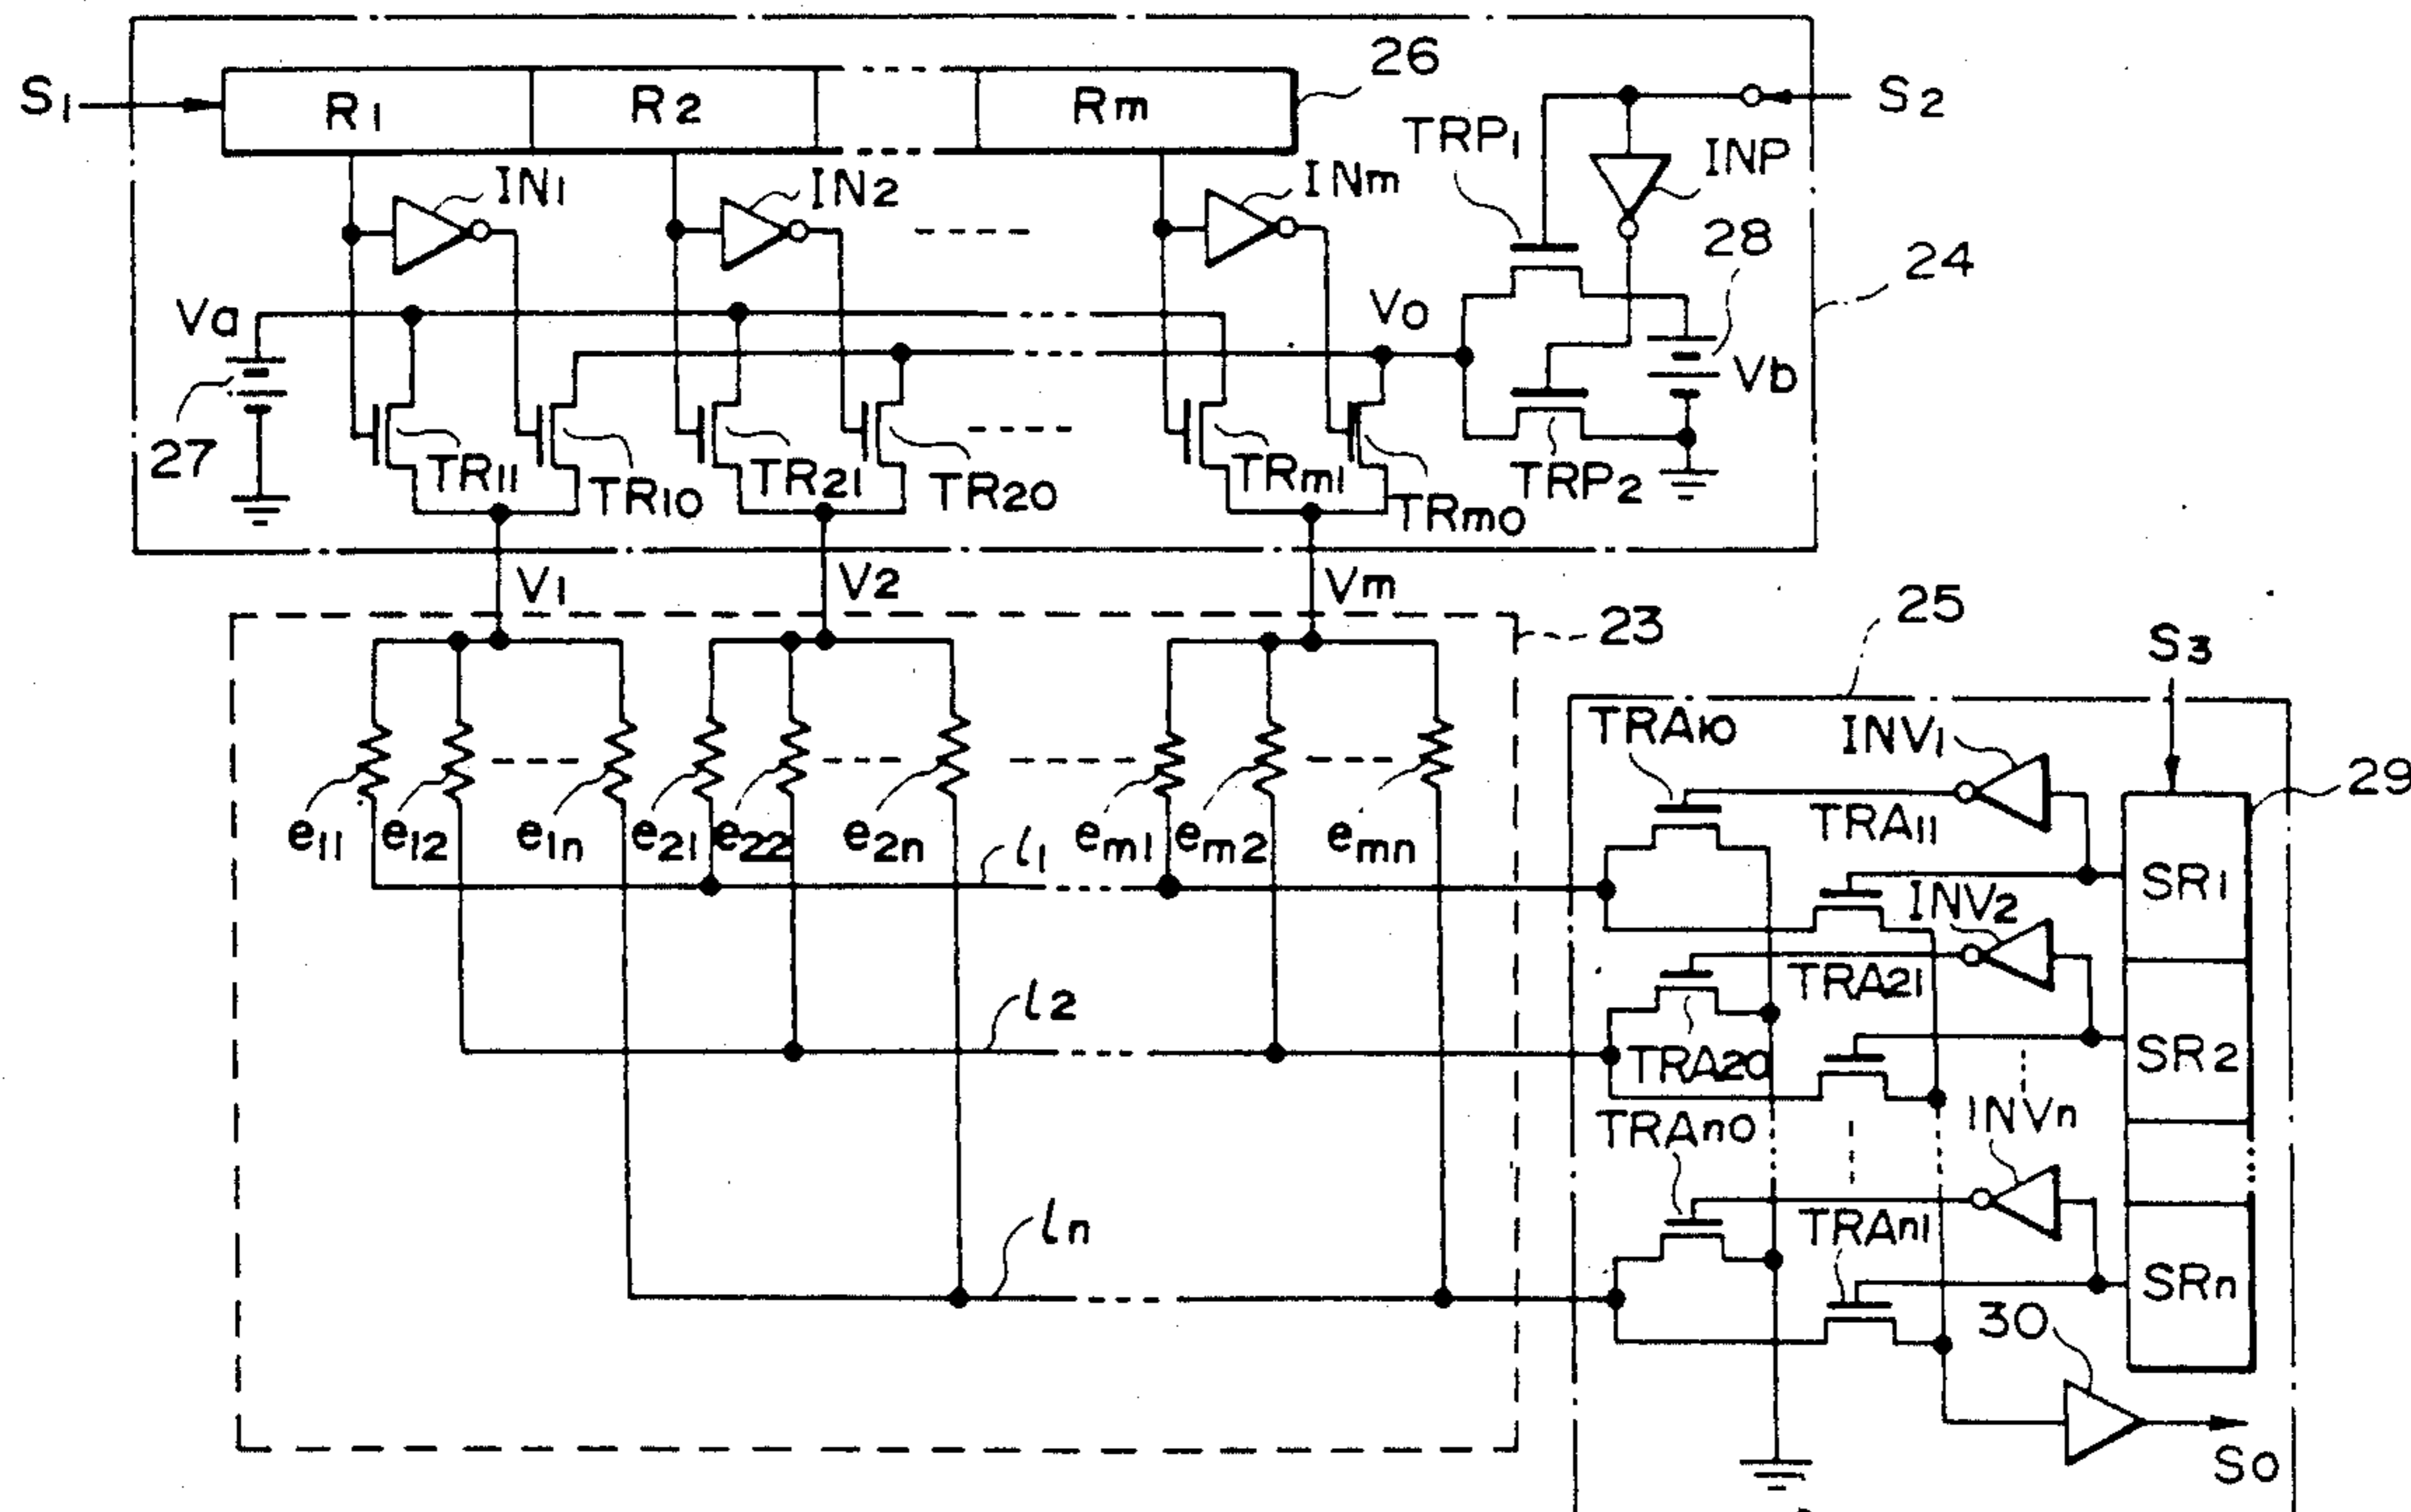 S1 R1 R2 Rm 26 S2
TRP1 INP
IN1 IN2 INm
28 24
Va Vo
Vb
27 TR11 TR10 TR21 TR20 TRm1 TRm0 TRP2
V1 V2 Vm
23 25 S3
TRA10 INV1 29
e11 e12 e1n e21 e22 e2n em1 em2 emn
TRA11
l1 INV2 SR1
TRA21
l2 TRA20 SR2
TRAn0 INVn
ln TRAn1 SRn
30
So